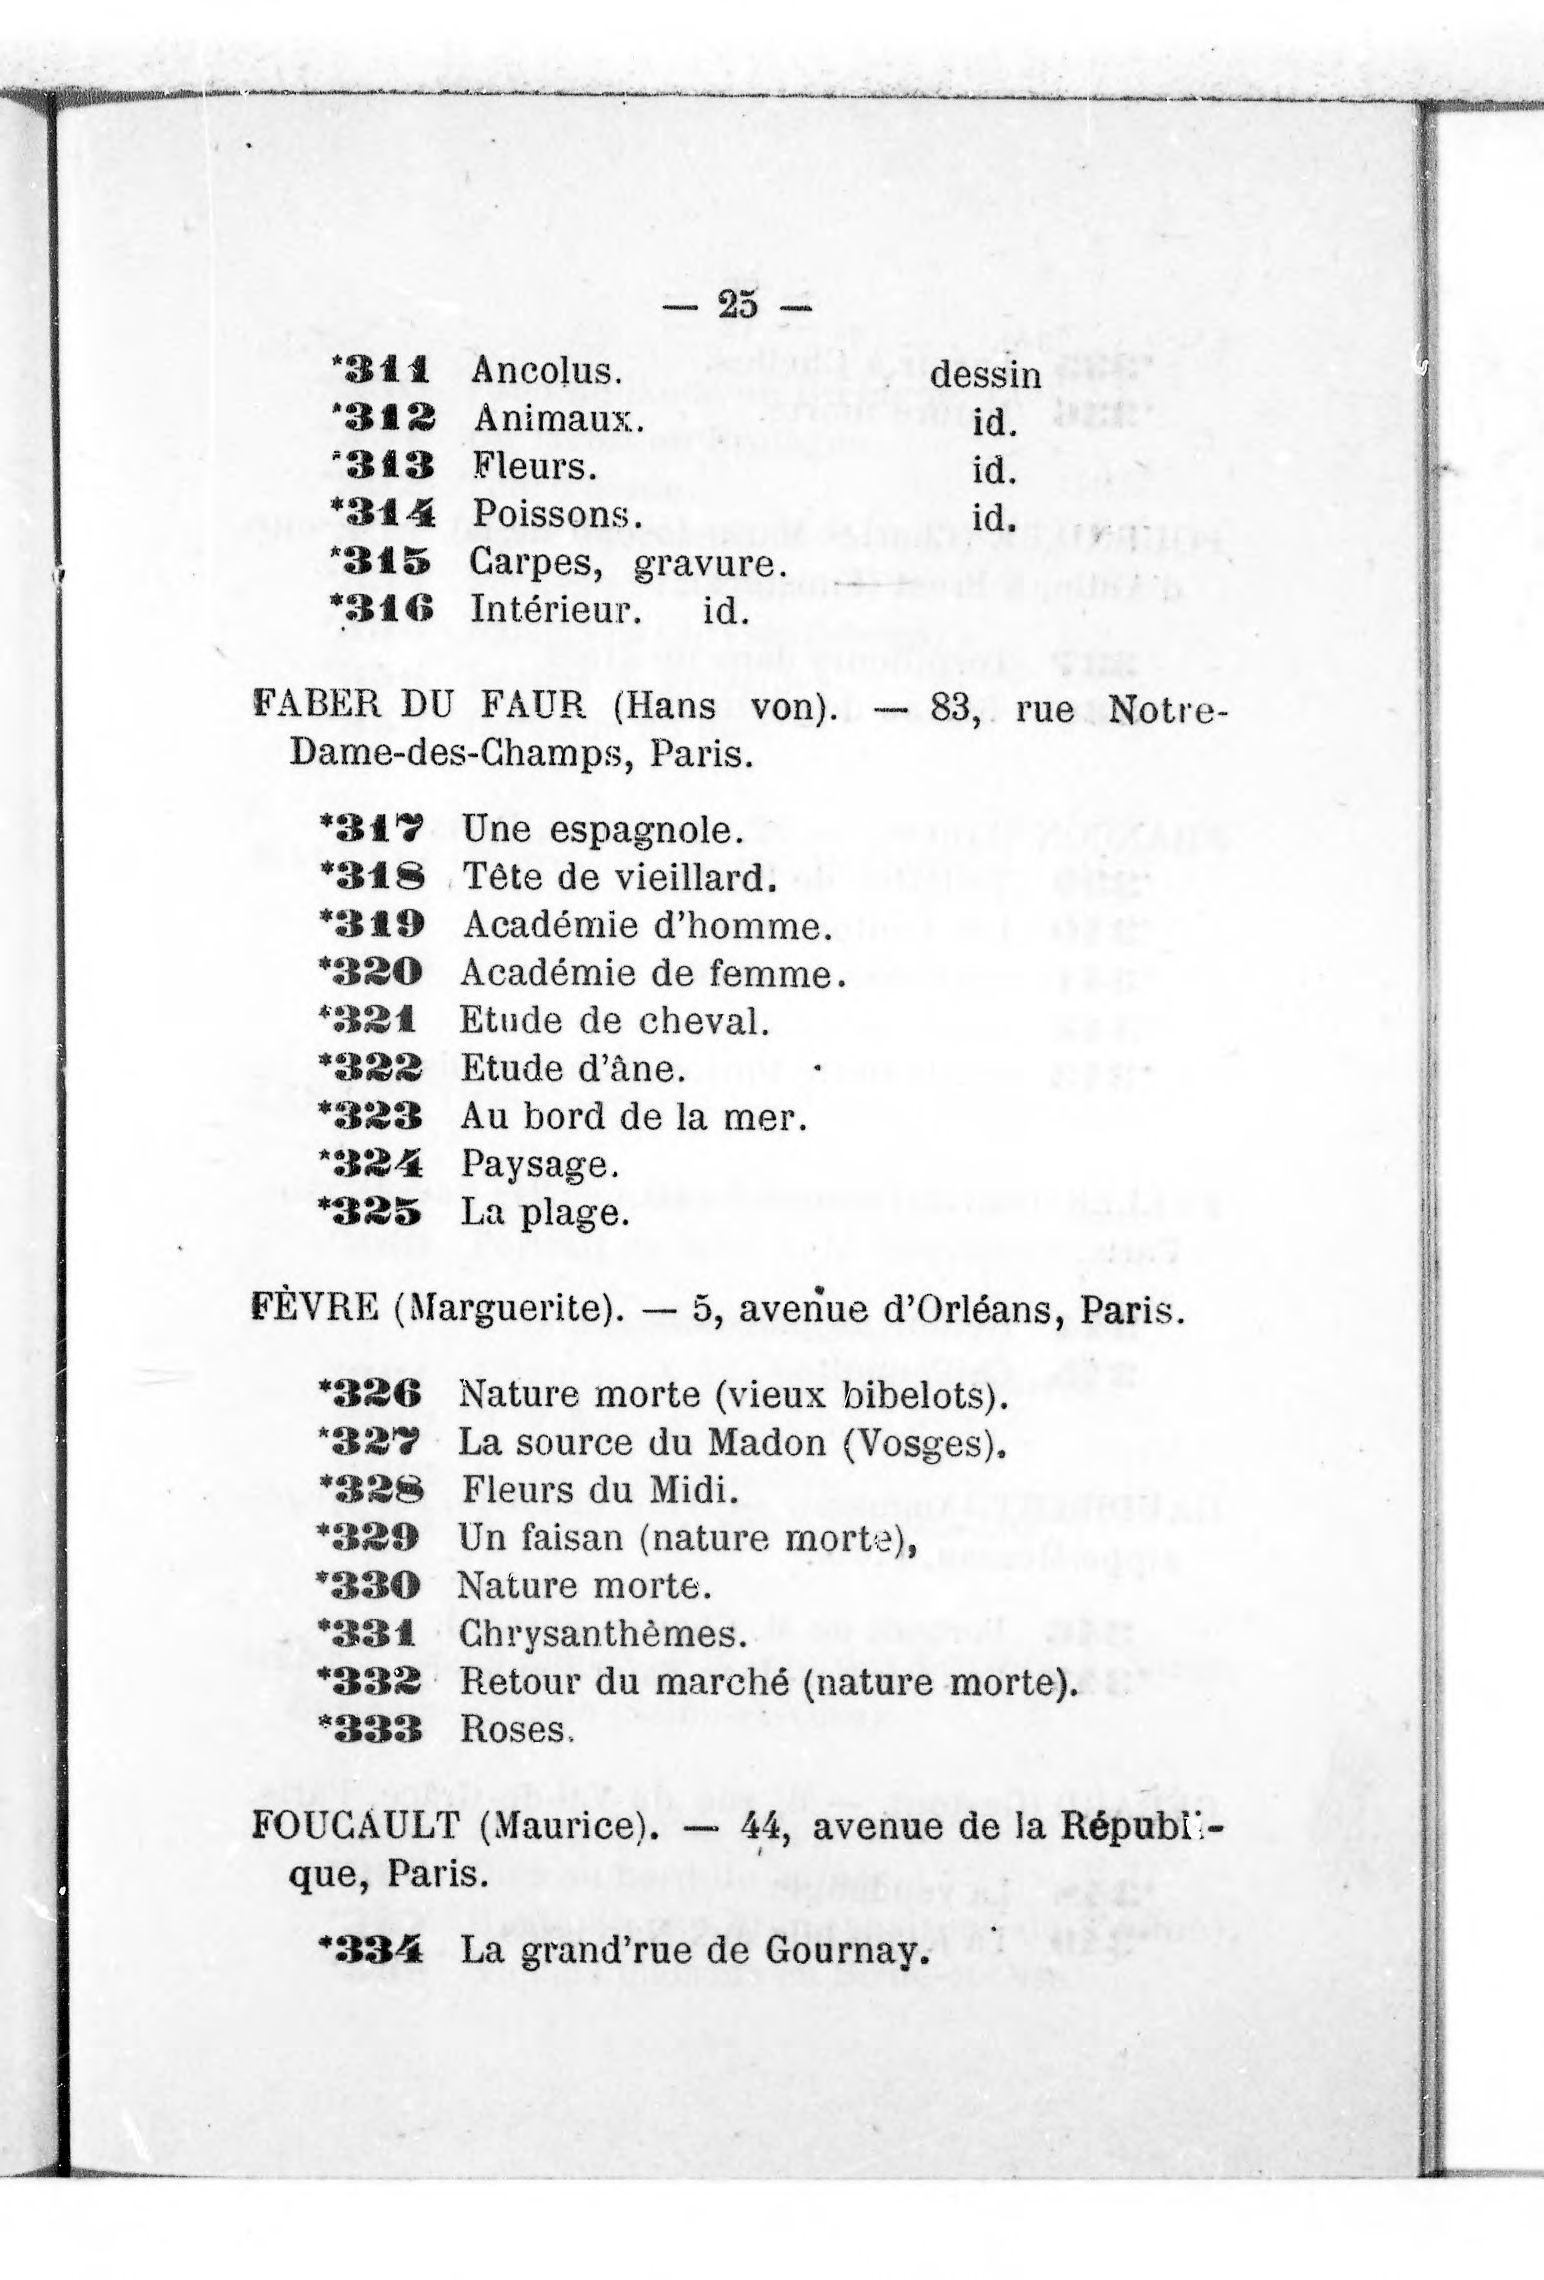 — 25 —
*311 Ancolus. dessin
*312 Animaux. id.
*313 Fleurs. id.
*314 Poissons. id.
*315 Carpes, gravure.
*316 Intérieur. id.
FABER DU FAUR (Hans von). — 83, rue Notre-
Dame-des-Champs, Paris.
*317 Une espagnole.
*318 Tête de vieillard.
*319 Académie d'homme.
*320 Académie de femme.
*321 Etude de cheval.
*322 Etude d'âne.
*323 Au bord de la mer.
*324 Paysage.
*325 La plage.
FÈVRE (Marguerite). — 5, avenue d'Orléans, Paris.
*326 Nature morte (vieux bibelots).
*327 La source du Madon (Vosges).
*328 Fleurs du Midi.
*329 Un faisan (nature morte),
*330 Nature morte.
*331 Chrysanthèmes.
*332 Retour du marché (nature morte).
*333 Roses.
FOUCAULT (Maurice). — 44, avenue de la Républi-
que, Paris.
*334 La grand'rue de Gournay.